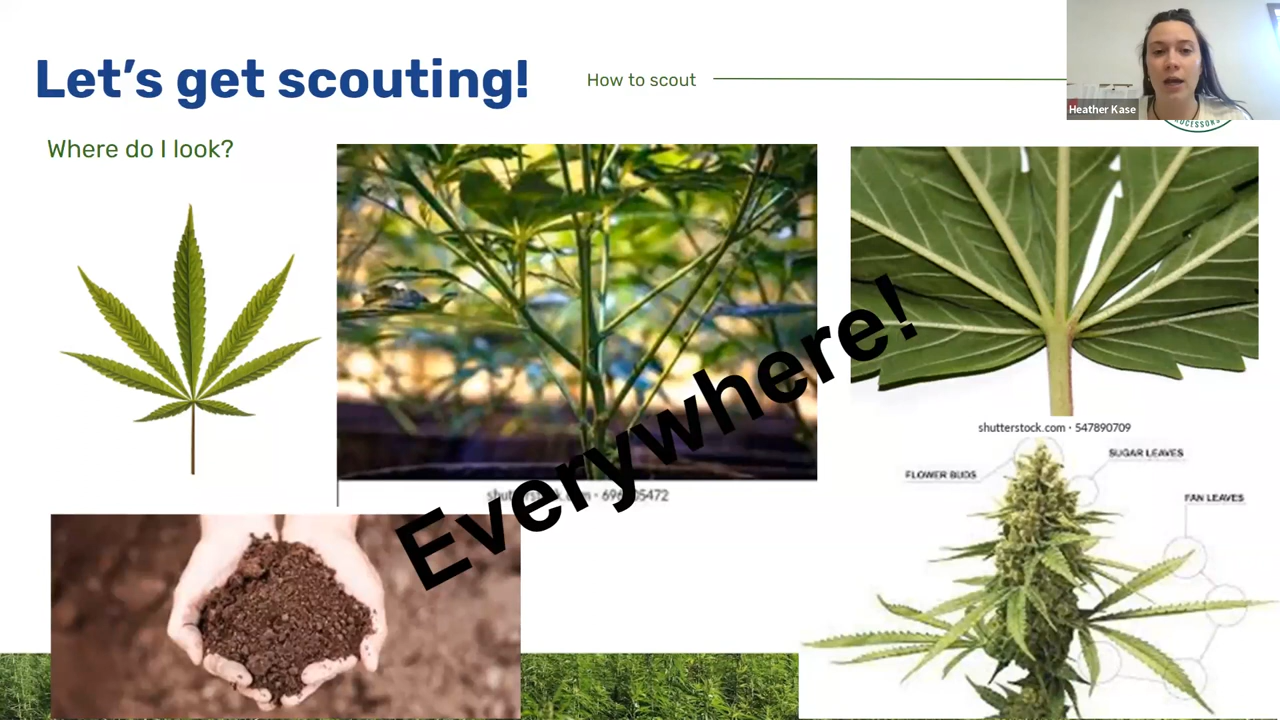 Let's get scouting!
How to scout
Heather Kase
Where do I look?
Everywhere!
shutterstock.com · 547890709
FLOWER BUDS
SUGAR LEAVES
FAN LEAVES